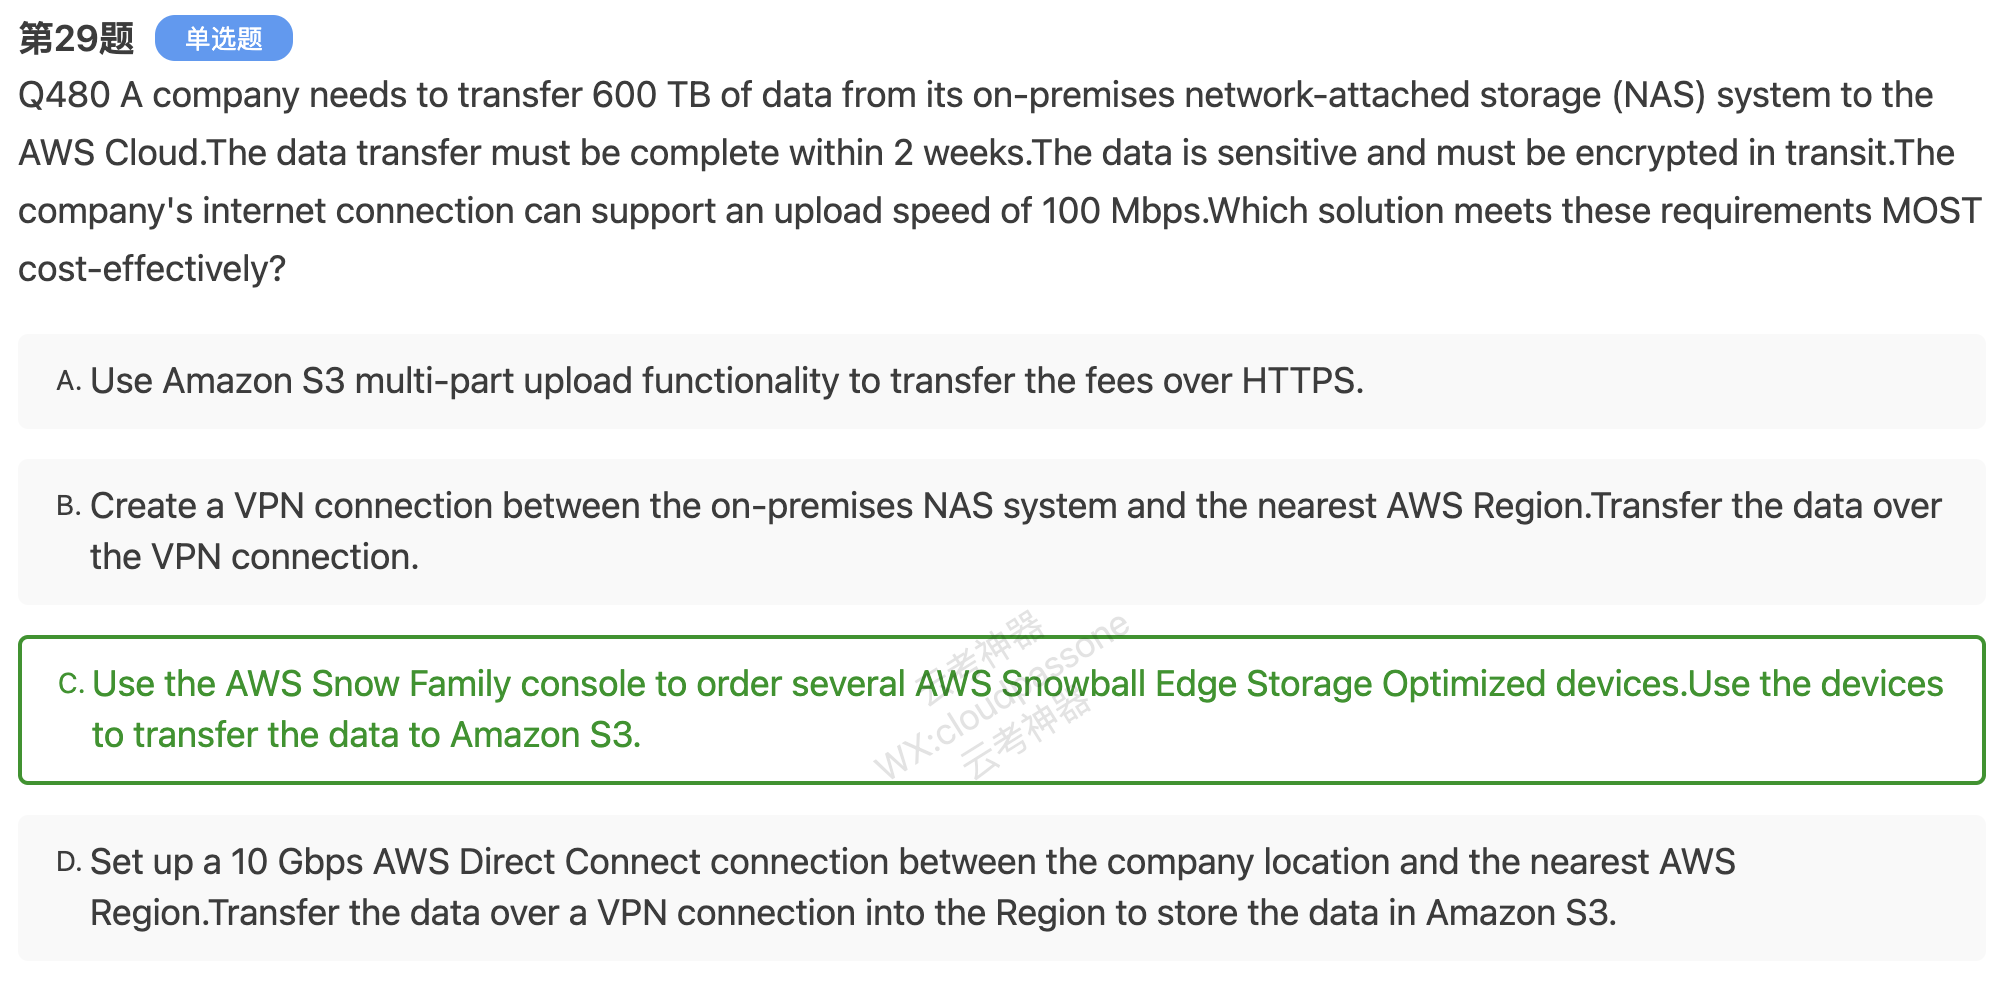 第29题 单选题
Q480 A company needs to transfer 600 TB of data from its on-premises network-attached storage (NAS) system to the
AWS Cloud.The data transfer must be complete within 2 weeks.The data is sensitive and must be encrypted in transit.The
company's internet connection can support an upload speed of 100 Mbps.Which solution meets these requirements MOST
cost-effectively?
A. Use Amazon S3 multi-part upload functionality to transfer the fees over HTTPS.
B. Create a VPN connection between the on-premises NAS system and the nearest AWS Region.Transfer the data over
the VPN connection.
C. Use the AWS Snow Family console to order several AWS Snowball Edge Storage Optimized devices.Use the devices
to transfer the data to Amazon S3.
云考神器
WX:cloudpassone
云考神器
D. Set up a 10 Gbps AWS Direct Connect connection between the company location and the nearest AWS
Region.Transfer the data over a VPN connection into the Region to store the data in Amazon S3.